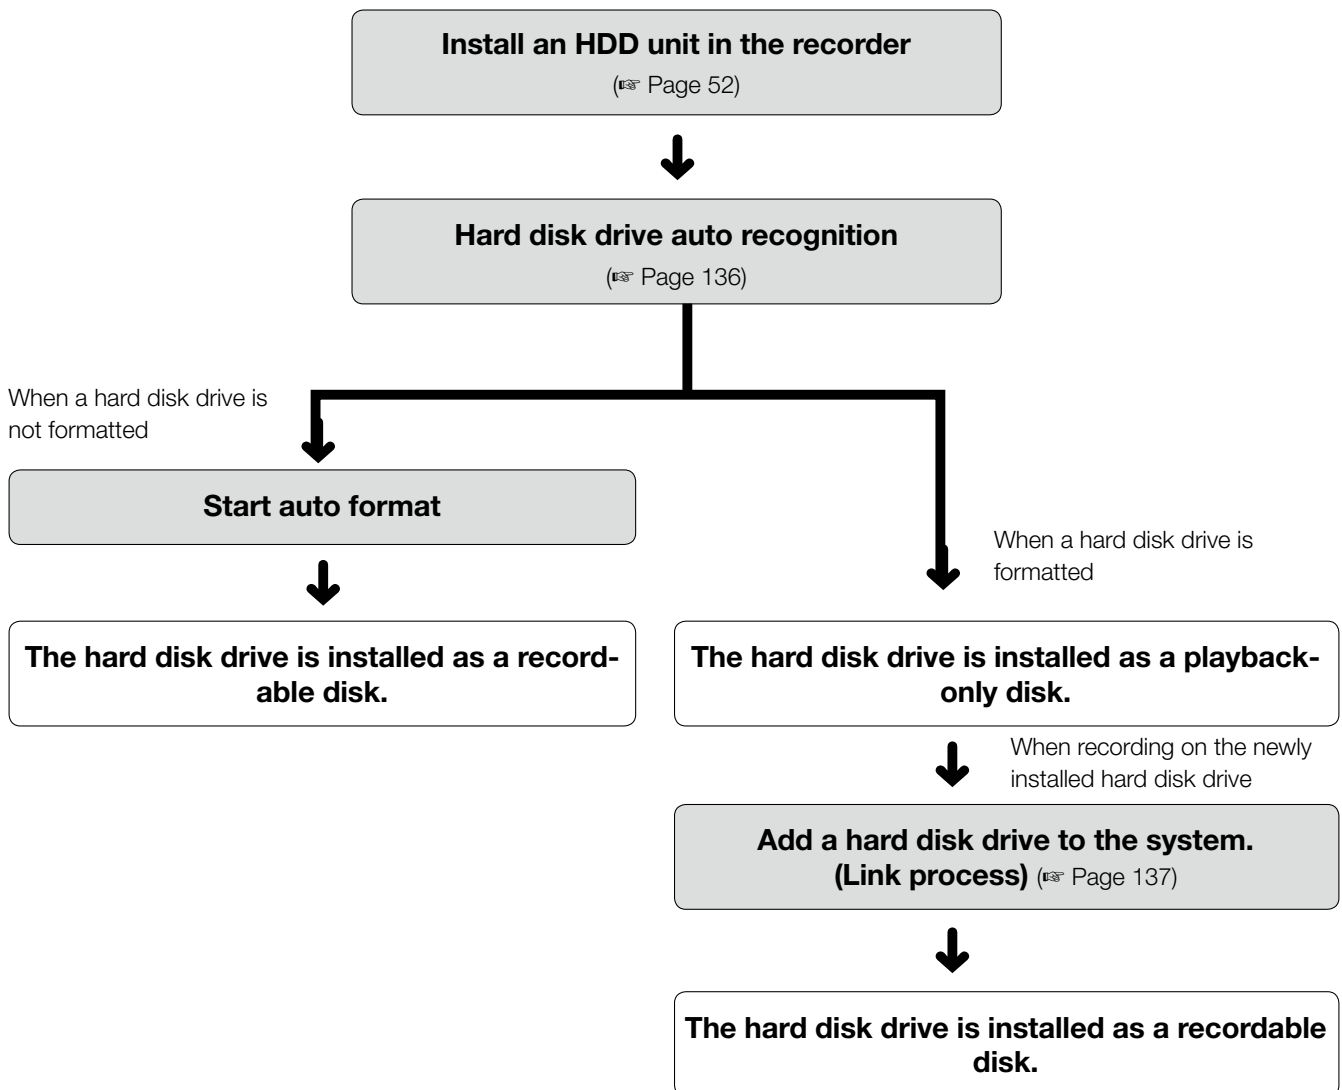 Install an HDD unit in the recorder
(☞ Page 52)
Hard disk drive auto recognition
(☞ Page 136)
When a hard disk drive is
not formatted
Start auto format
The hard disk drive is installed as a record-
able disk.
When a hard disk drive is
formatted
The hard disk drive is installed as a playback-
only disk.
When recording on the newly
installed hard disk drive
Add a hard disk drive to the system.
(Link process) (☞ Page 137)
The hard disk drive is installed as a recordable
disk.